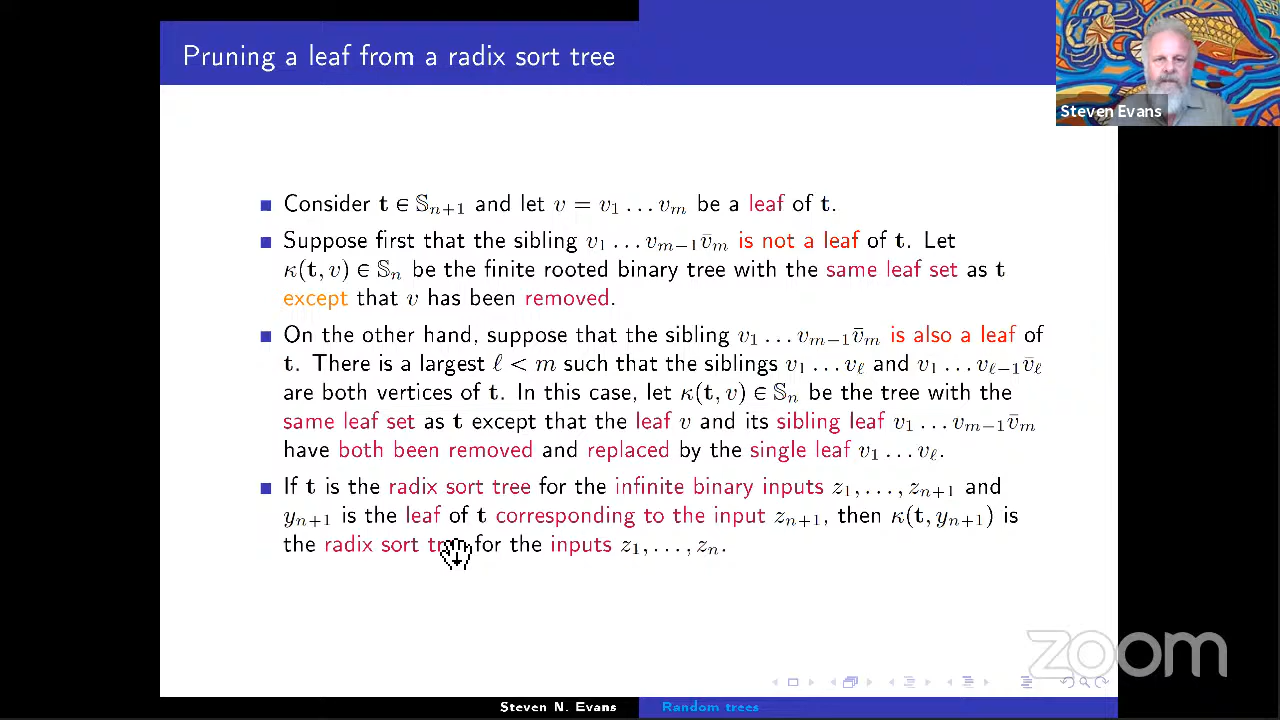 Pruning a leaf from a radix sort tree
Steven Evans
Consider t ∈ 𝕊ₙ₊₁ and let v = v₁ … vₘ be a leaf of t.
Suppose first that the sibling v₁ … vₘ₋₁v̄ₘ is not a leaf of t. Let
κ(t, v) ∈ 𝕊ₙ be the finite rooted binary tree with the same leaf set as t
except that v has been removed.
On the other hand, suppose that the sibling v₁ … vₘ₋₁v̄ₘ is also a leaf of
t. There is a largest ℓ < m such that the siblings v₁ … v_ℓ and v₁ … v_{ℓ−1}v̄_ℓ
are both vertices of t. In this case, let κ(t, v) ∈ 𝕊ₙ be the tree with the
same leaf set as t except that the leaf v and its sibling leaf v₁ … vₘ₋₁v̄ₘ
have both been removed and replaced by the single leaf v₁ … v_ℓ.
If t is the radix sort tree for the infinite binary inputs z₁, …, zₙ₊₁ and
yₙ₊₁ is the leaf of t corresponding to the input zₙ₊₁, then κ(t, yₙ₊₁) is
the radix sort tree for the inputs z₁, …, zₙ.
zoom
Steven N. Evans
Random trees